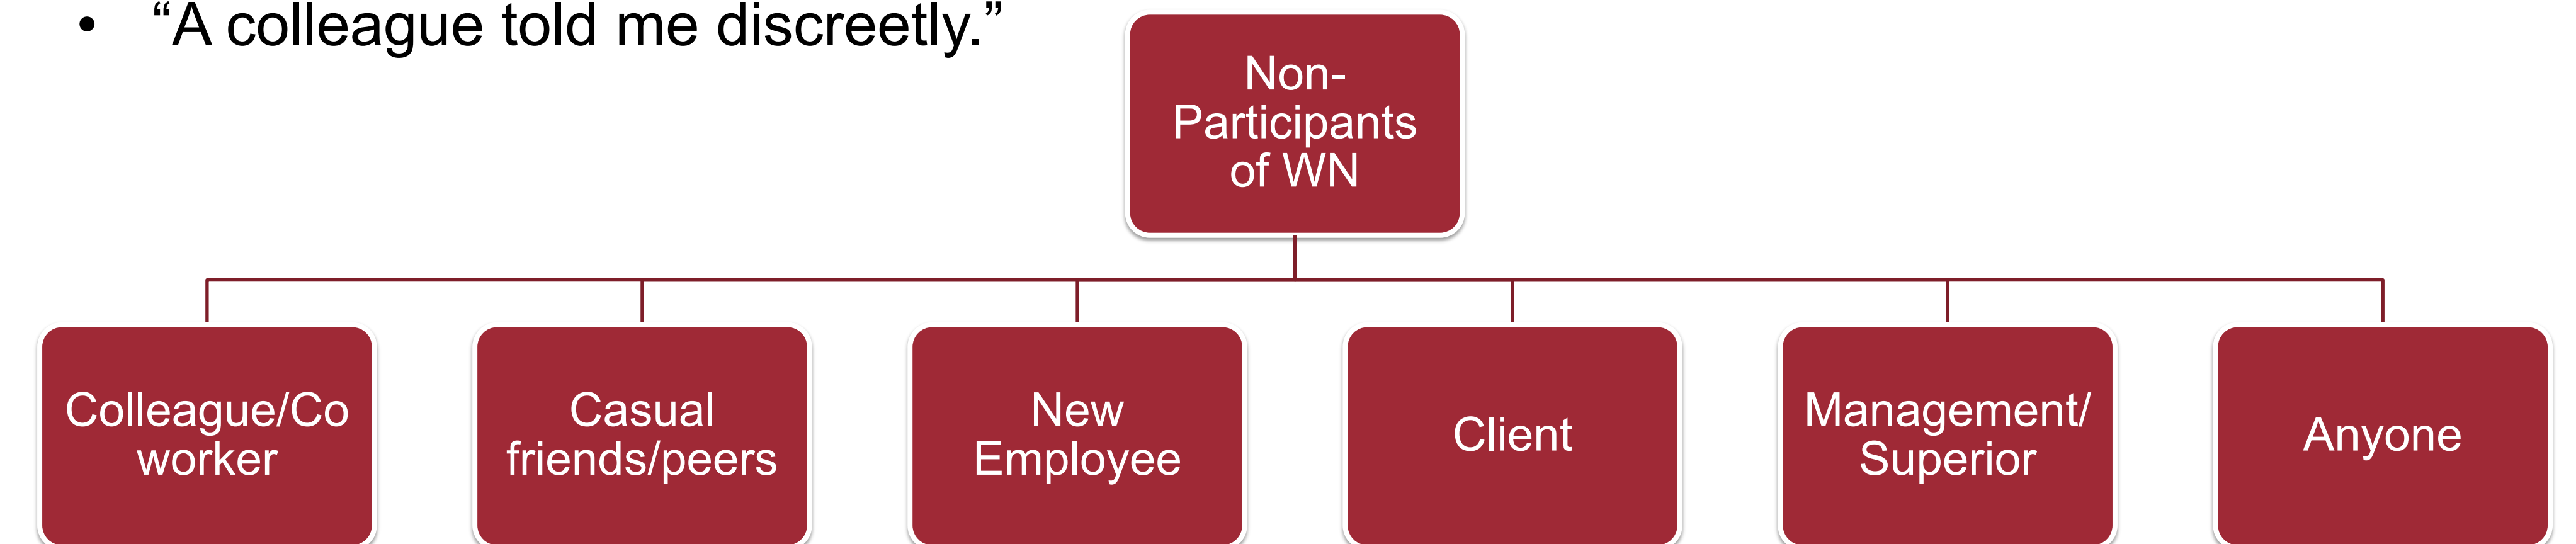 • “A colleague told me discreetly.”
Non-
Participants
of WN
Colleague/Co
worker
Casual
friends/peers
New
Employee
Client
Management/
Superior
Anyone